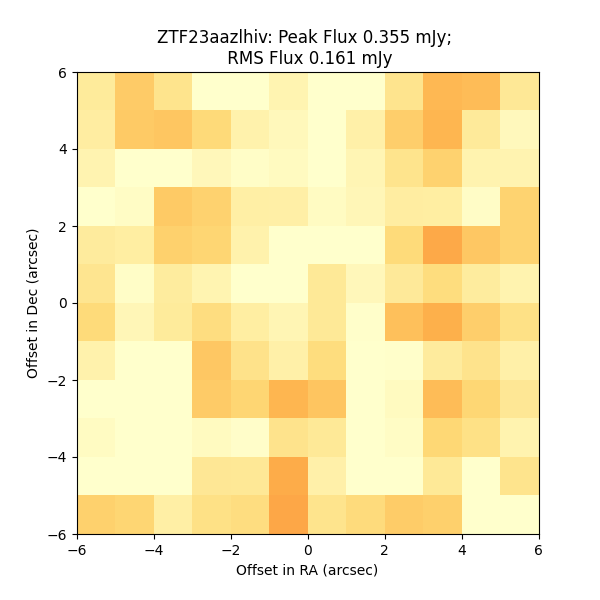 ZTF23aazlhiv: Peak Flux 0.355 mJy;
RMS Flux 0.161 mJy
6
4
2
0
−2
−4
−6
Offset in Dec (arcsec)
−6 −4 −2 0 2 4 6
Offset in RA (arcsec)